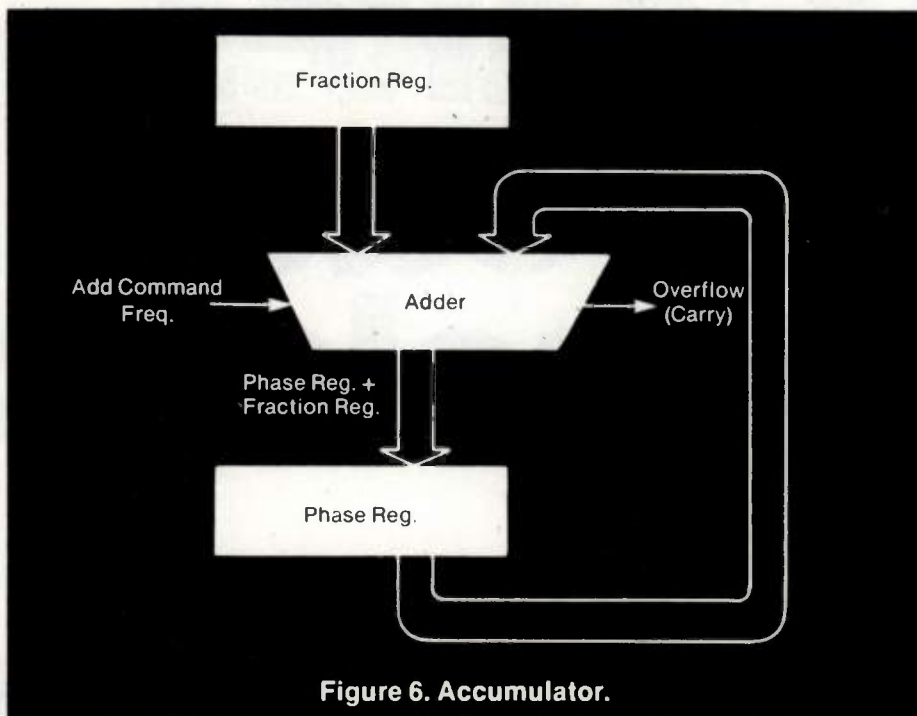 Fraction Reg.
Add Command
Freq.
Adder
Overflow
(Carry)
Phase Reg. +
Fraction Reg.
Phase Reg.
Figure 6. Accumulator.